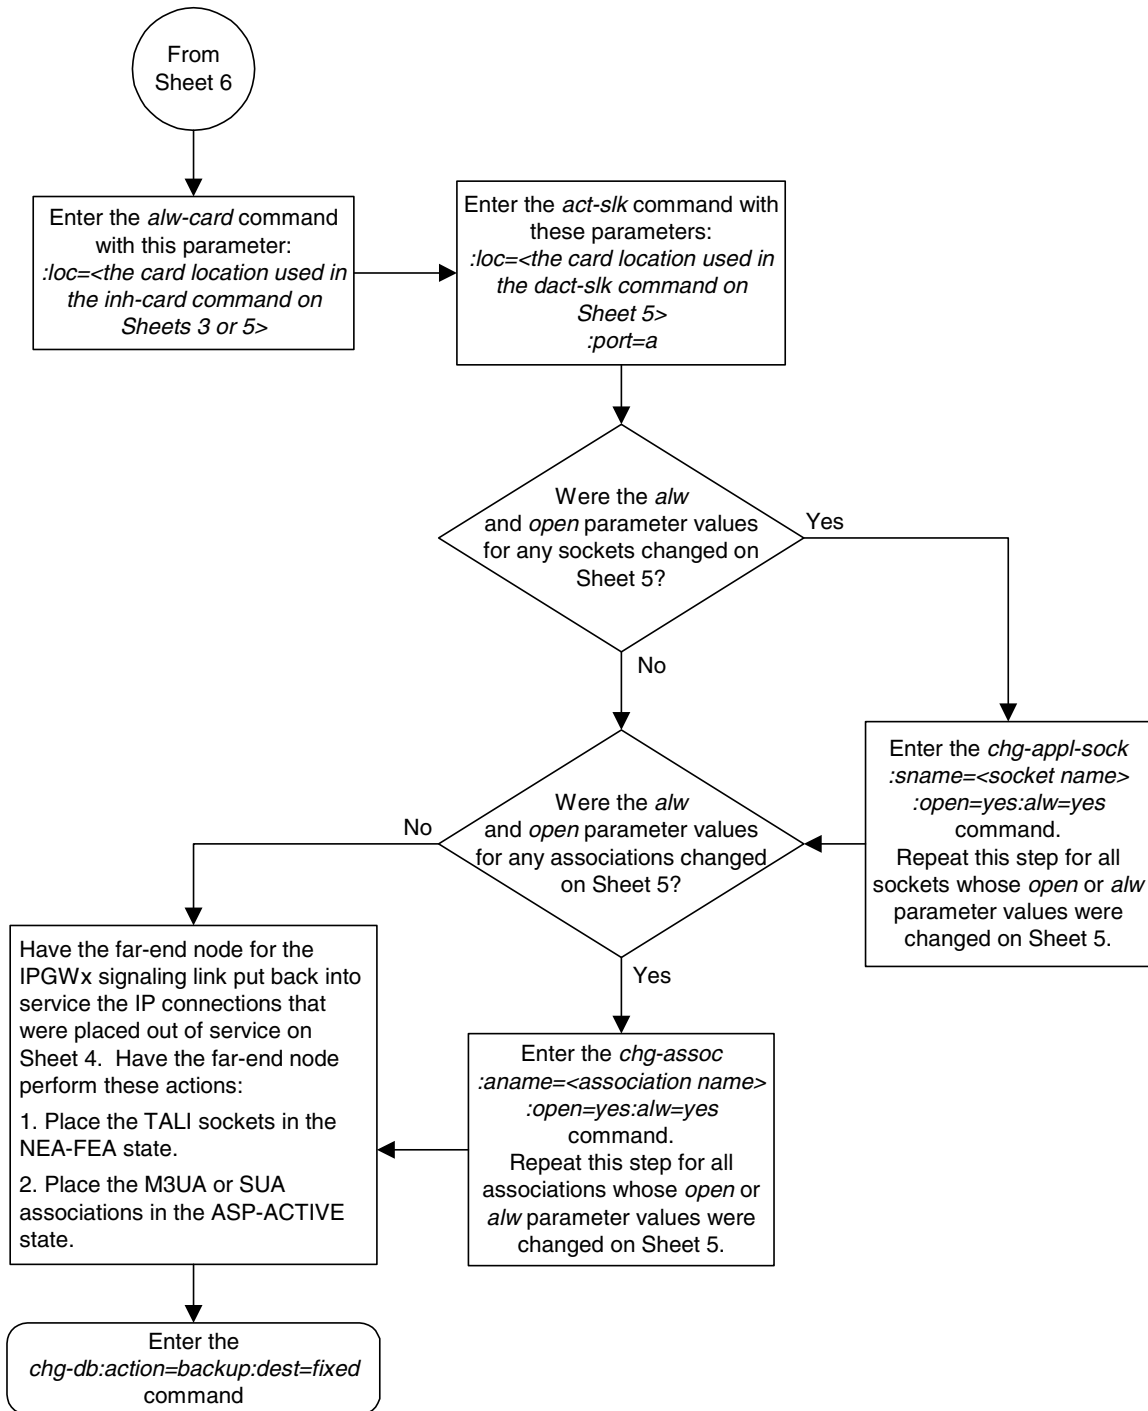 From
Sheet 6
Enter the alw-card command
with this parameter:
:loc=<the card location used in
the inh-card command on
Sheets 3 or 5>
Enter the act-slk command with
these parameters:
:loc=<the card location used in
the dact-slk command on
Sheet 5>
:port=a
Were the alw
and open parameter values
for any sockets changed on
Sheet 5?
Yes
No
Enter the chg-appl-sock
:sname=<socket name>
:open=yes:alw=yes
command.
Repeat this step for all
sockets whose open or alw
parameter values were
changed on Sheet 5.
Were the alw
and open parameter values
for any associations changed
on Sheet 5?
No
Yes
Enter the chg-assoc
:aname=<association name>
:open=yes:alw=yes
command.
Repeat this step for all
associations whose open or
alw parameter values were
changed on Sheet 5.
Have the far-end node for the
IPGWx signaling link put back into
service the IP connections that
were placed out of service on
Sheet 4.  Have the far-end node
perform these actions:
1. Place the TALI sockets in the
NEA-FEA state.
2. Place the M3UA or SUA
associations in the ASP-ACTIVE
state.
Enter the
chg-db:action=backup:dest=fixed
command